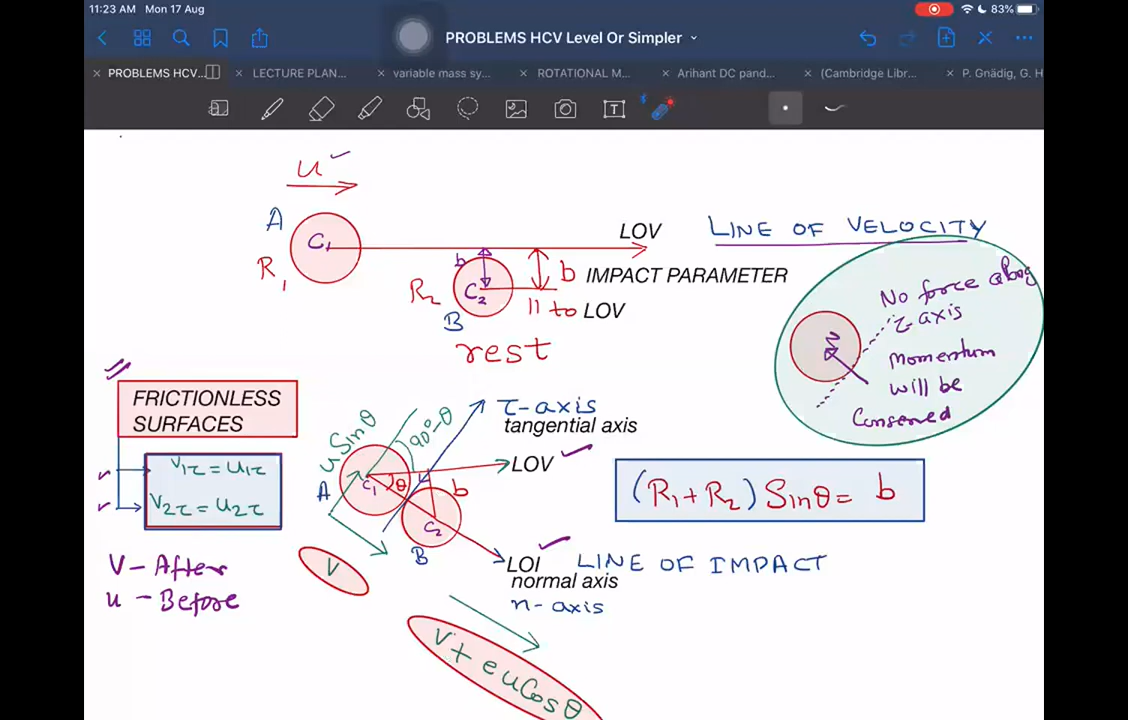 11:23 AM Mon 17 Aug
83%
PROBLEMS HCV Level Or Simpler
PROBLEMS HCV...
LECTURE PLAN...
variable mass sy...
ROTATIONAL M...
Arihant DC pand...
(Cambridge Libr...
P. Gnädig, G. H
T
u
A
C₁
R₁
LOV
LINE OF VELOCITY
b
b IMPACT PARAMETER
R₂
C₂
B
|| to LOV
rest
No force along
τ-axis
N
momentum
will be
Conserved
FRICTIONLESS
SURFACES
V₁τ = u₁τ
V₂τ = u₂τ
V - After
u - Before
u Sinθ
90°-θ
τ-axis
tangential axis
LOV
A
C₁
θ
b
C₂
B
LOI LINE OF IMPACT
normal axis
n-axis
(R₁+R₂) Sinθ = b
V
V + e u Cosθ